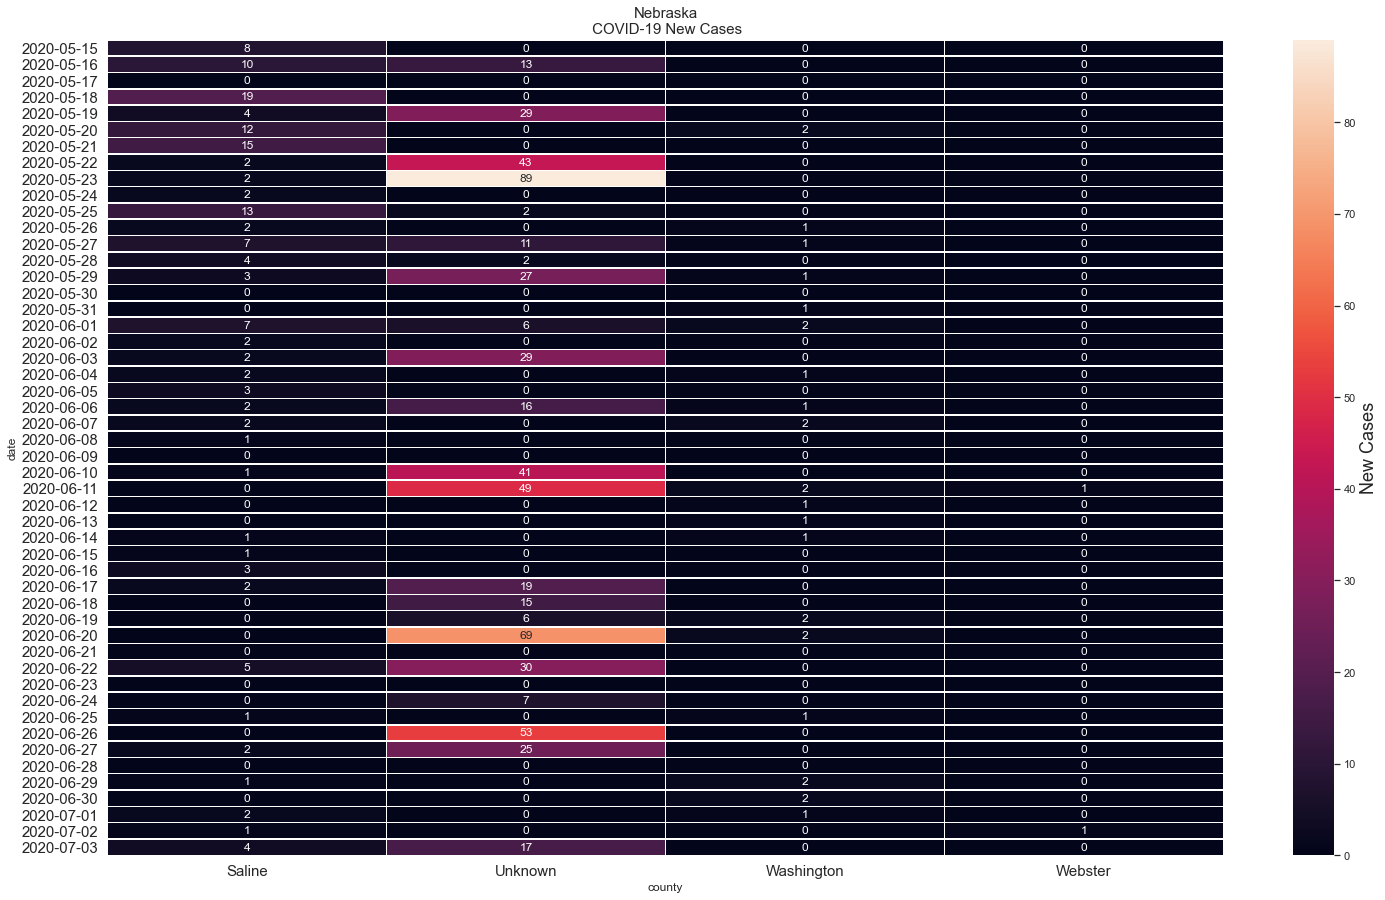 Nebraska
COVID-19 New Cases
2020-05-15 8 0 0 0
2020-05-16 10 13 0 0
2020-05-17 0 0 0 0
2020-05-18 19 0 0 0
2020-05-19 4 29 0 0
2020-05-20 12 0 2 0
2020-05-21 15 0 0 0
2020-05-22 2 43 0 0
2020-05-23 2 89 0 0
2020-05-24 2 0 0 0
2020-05-25 13 2 0 0
2020-05-26 2 0 1 0
2020-05-27 7 11 1 0
2020-05-28 4 2 0 0
2020-05-29 3 27 1 0
2020-05-30 0 0 0 0
2020-05-31 0 0 1 0
2020-06-01 7 6 2 0
2020-06-02 2 0 0 0
2020-06-03 2 29 0 0
2020-06-04 2 0 1 0
2020-06-05 3 0 0 0
2020-06-06 2 16 1 0
2020-06-07 2 0 2 0
2020-06-08 1 0 0 0
2020-06-09 0 0 0 0
2020-06-10 1 41 0 0
2020-06-11 0 49 2 1
2020-06-12 0 0 1 0
2020-06-13 0 0 1 0
2020-06-14 1 0 1 0
2020-06-15 1 0 0 0
2020-06-16 3 0 0 0
2020-06-17 2 19 0 0
2020-06-18 0 15 0 0
2020-06-19 0 6 2 0
2020-06-20 0 69 2 0
2020-06-21 0 0 0 0
2020-06-22 5 30 0 0
2020-06-23 0 0 0 0
2020-06-24 0 7 0 0
2020-06-25 1 0 1 0
2020-06-26 0 53 0 0
2020-06-27 2 25 0 0
2020-06-28 0 0 0 0
2020-06-29 1 0 2 0
2020-06-30 0 0 2 0
2020-07-01 2 0 1 0
2020-07-02 1 0 0 1
2020-07-03 4 17 0 0
Saline Unknown Washington Webster
county
date
80
70
60
50
40
30
20
10
0
New Cases